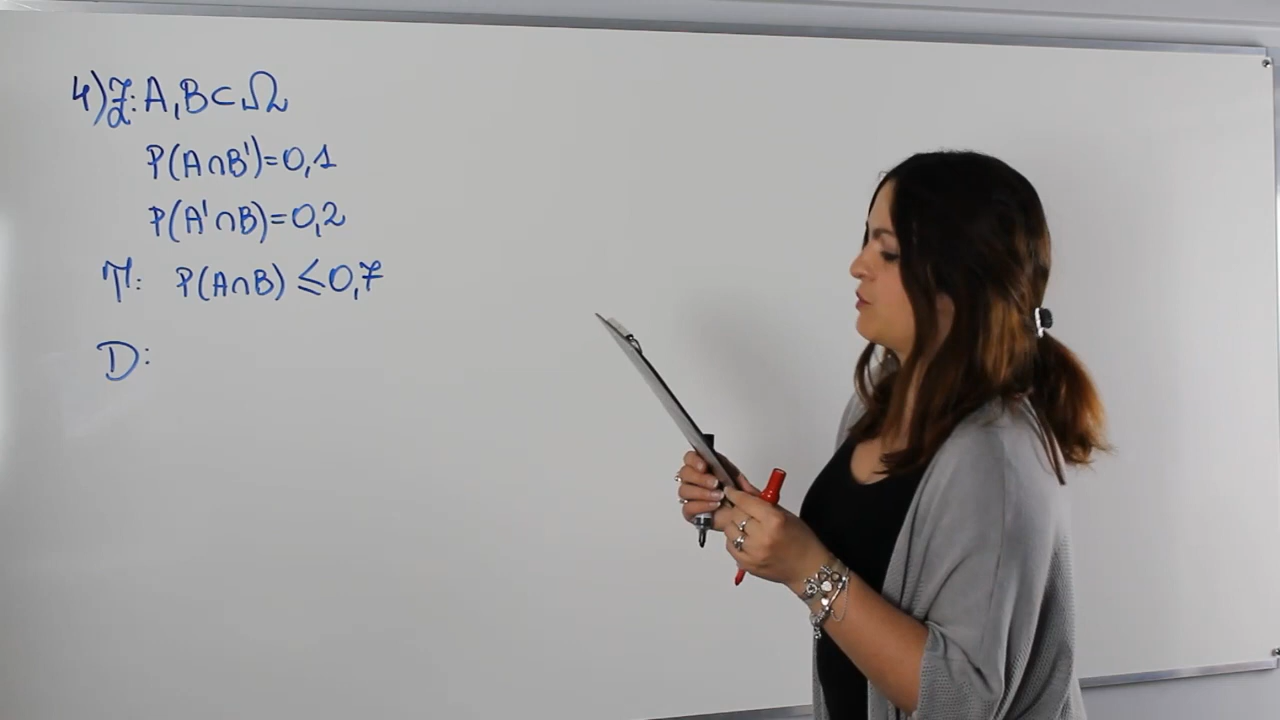 4) Z: A, B ⊂ Ω
P(A∩B')=0,1
P(A'∩B)=0,2
T: P(A∩B) ≤ 0,7
D: